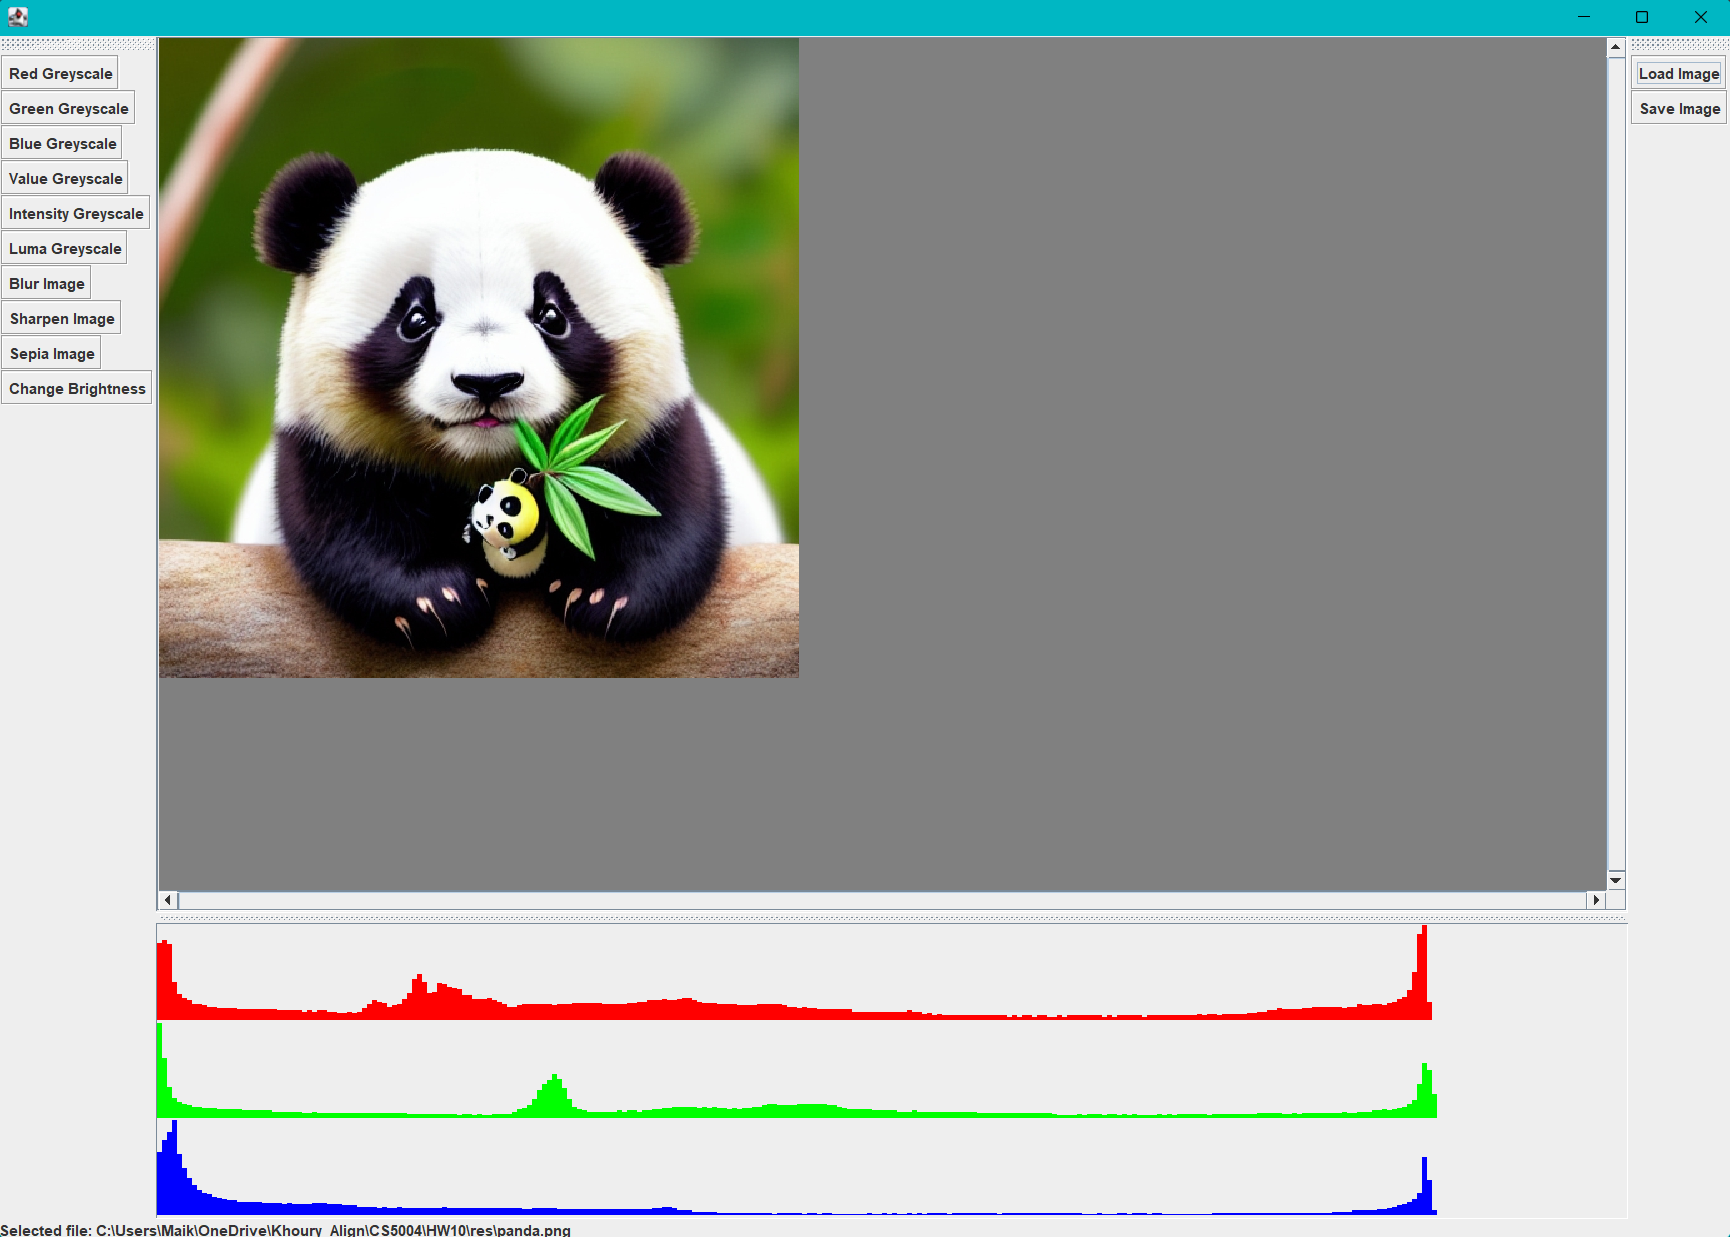 Red Greyscale
Green Greyscale
Blue Greyscale
Value Greyscale
Intensity Greyscale
Luma Greyscale
Blur Image
Sharpen Image
Sepia Image
Change Brightness
Load Image
Save Image
Selected file: C:\Users\Maik\OneDrive\Khoury_Align\CS5004\HW10\res\panda.png